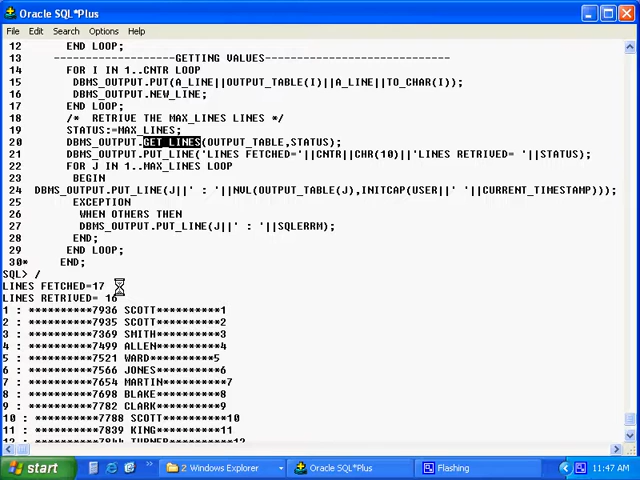 Oracle SQL*Plus
File Edit Search Options Help
12 END LOOP;
13 -------------------GETTING VALUES-----------------------------
14 FOR I IN 1..CNTR LOOP
15 DBMS_OUTPUT.PUT(A_LINE||OUTPUT_TABLE(I)||A_LINE||TO_CHAR(I));
16 DBMS_OUTPUT.NEW_LINE;
17 END LOOP;
18 /* RETRIVE THE MAX_LINES LINES */
19 STATUS:=MAX_LINES;
20 DBMS_OUTPUT.GET_LINES(OUTPUT_TABLE,STATUS);
21 DBMS_OUTPUT.PUT_LINE('LINES FETCHED='||CNTR||CHR(10)||'LINES RETRIVED= '||STATUS);
22 FOR J IN 1..MAX_LINES LOOP
23 BEGIN
24 DBMS_OUTPUT.PUT_LINE(J||' : '||NVL(OUTPUT_TABLE(J),INITCAP(USER||' '||CURRENT_TIMESTAMP)));
25 EXCEPTION
26 WHEN OTHERS THEN
27 DBMS_OUTPUT.PUT_LINE(J||' : '||SQLERRM);
28 END;
29 END LOOP;
30* END;
SQL> /
LINES FETCHED=17
LINES RETRIVED= 16
1 : **********7936 SCOTT**********1
2 : **********7935 SCOTT**********2
3 : **********7369 SMITH**********3
4 : **********7499 ALLEN**********4
5 : **********7521 WARD**********5
6 : **********7566 JONES**********6
7 : **********7654 MARTIN**********7
8 : **********7698 BLAKE**********8
9 : **********7782 CLARK**********9
10 : **********7788 SCOTT**********10
11 : **********7839 KING**********11
12 : **********7844 TURNER**********12
start
2 Windows Explorer
Oracle SQL*Plus
Flashing
11:47 AM